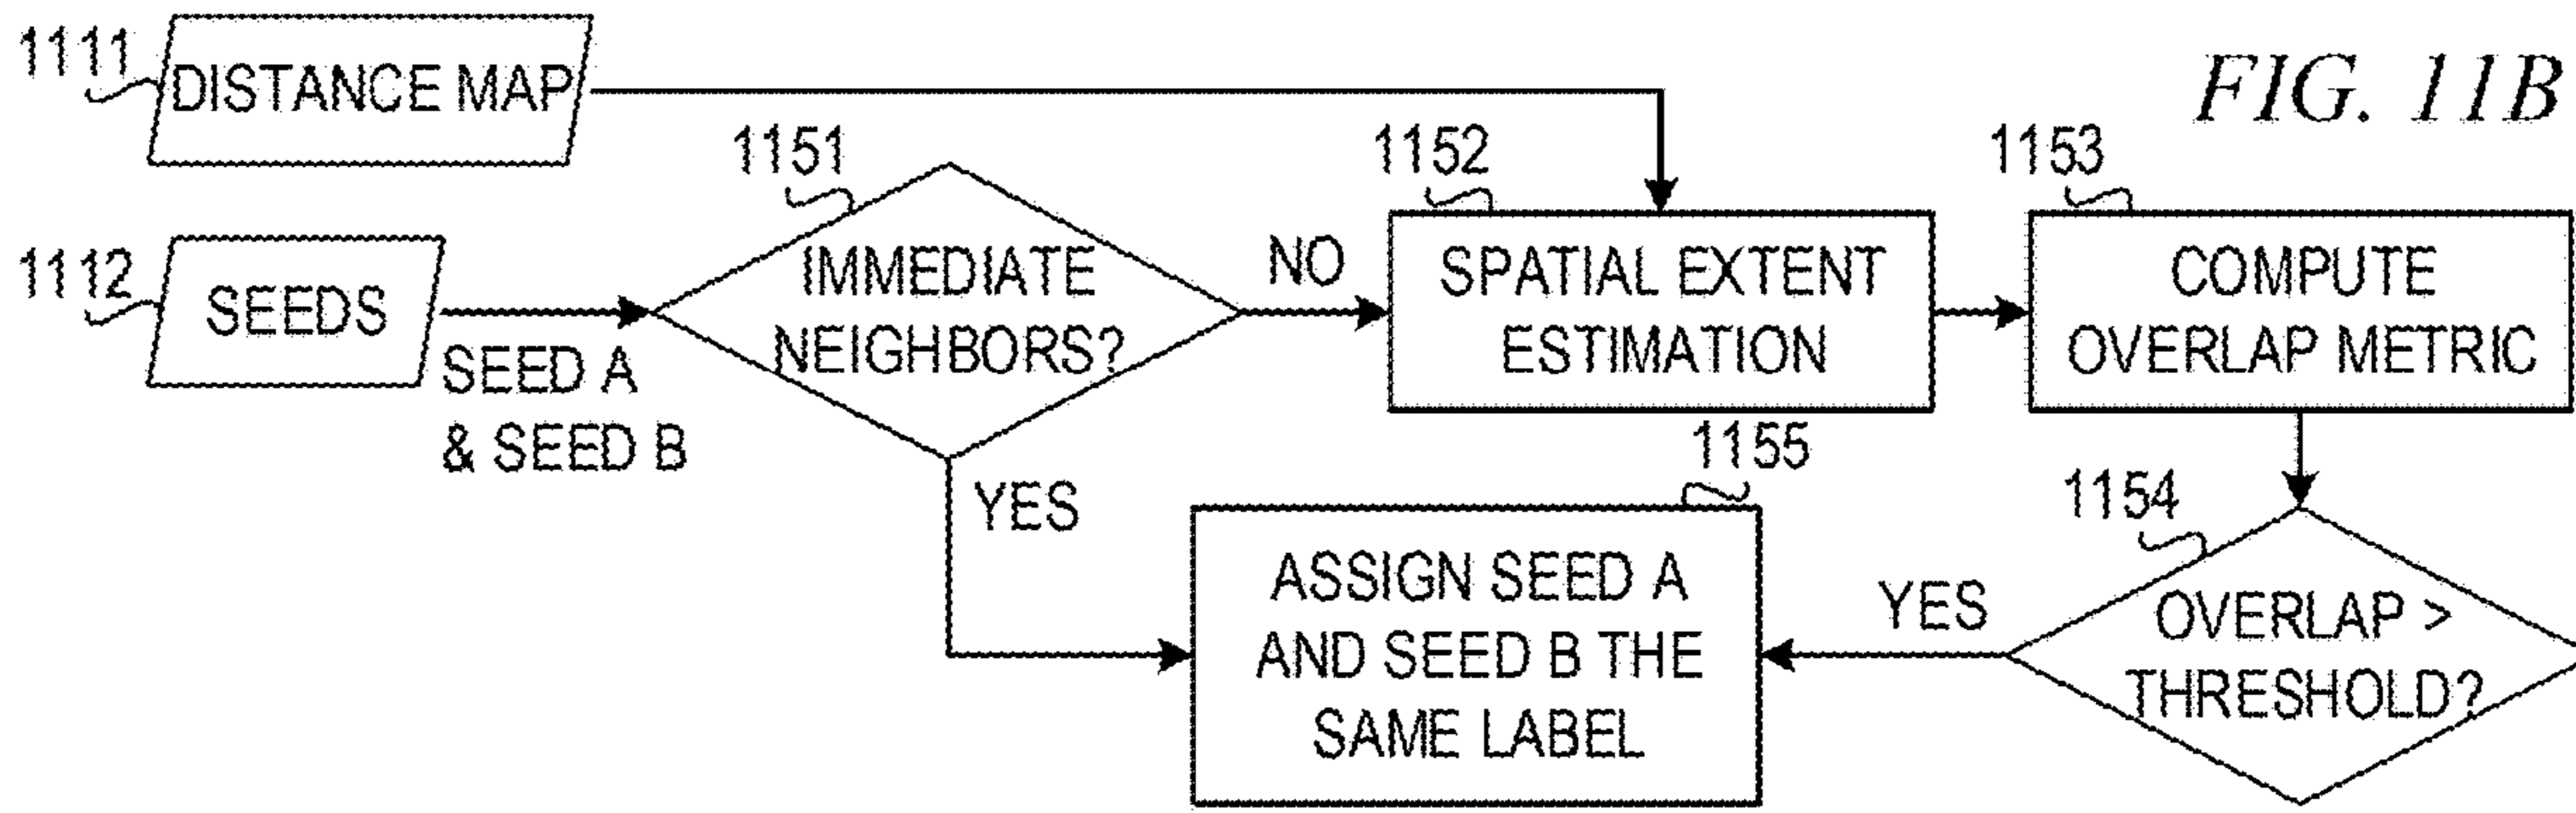 1111
DISTANCE MAP
FIG. 11B
1151
1152
1153
1112
SEEDS
SEED A
& SEED B
IMMEDIATE
NEIGHBORS?
NO
SPATIAL EXTENT
ESTIMATION
COMPUTE
OVERLAP METRIC
YES
1155
1154
ASSIGN SEED A
AND SEED B THE
SAME LABEL
YES
OVERLAP >
THRESHOLD?